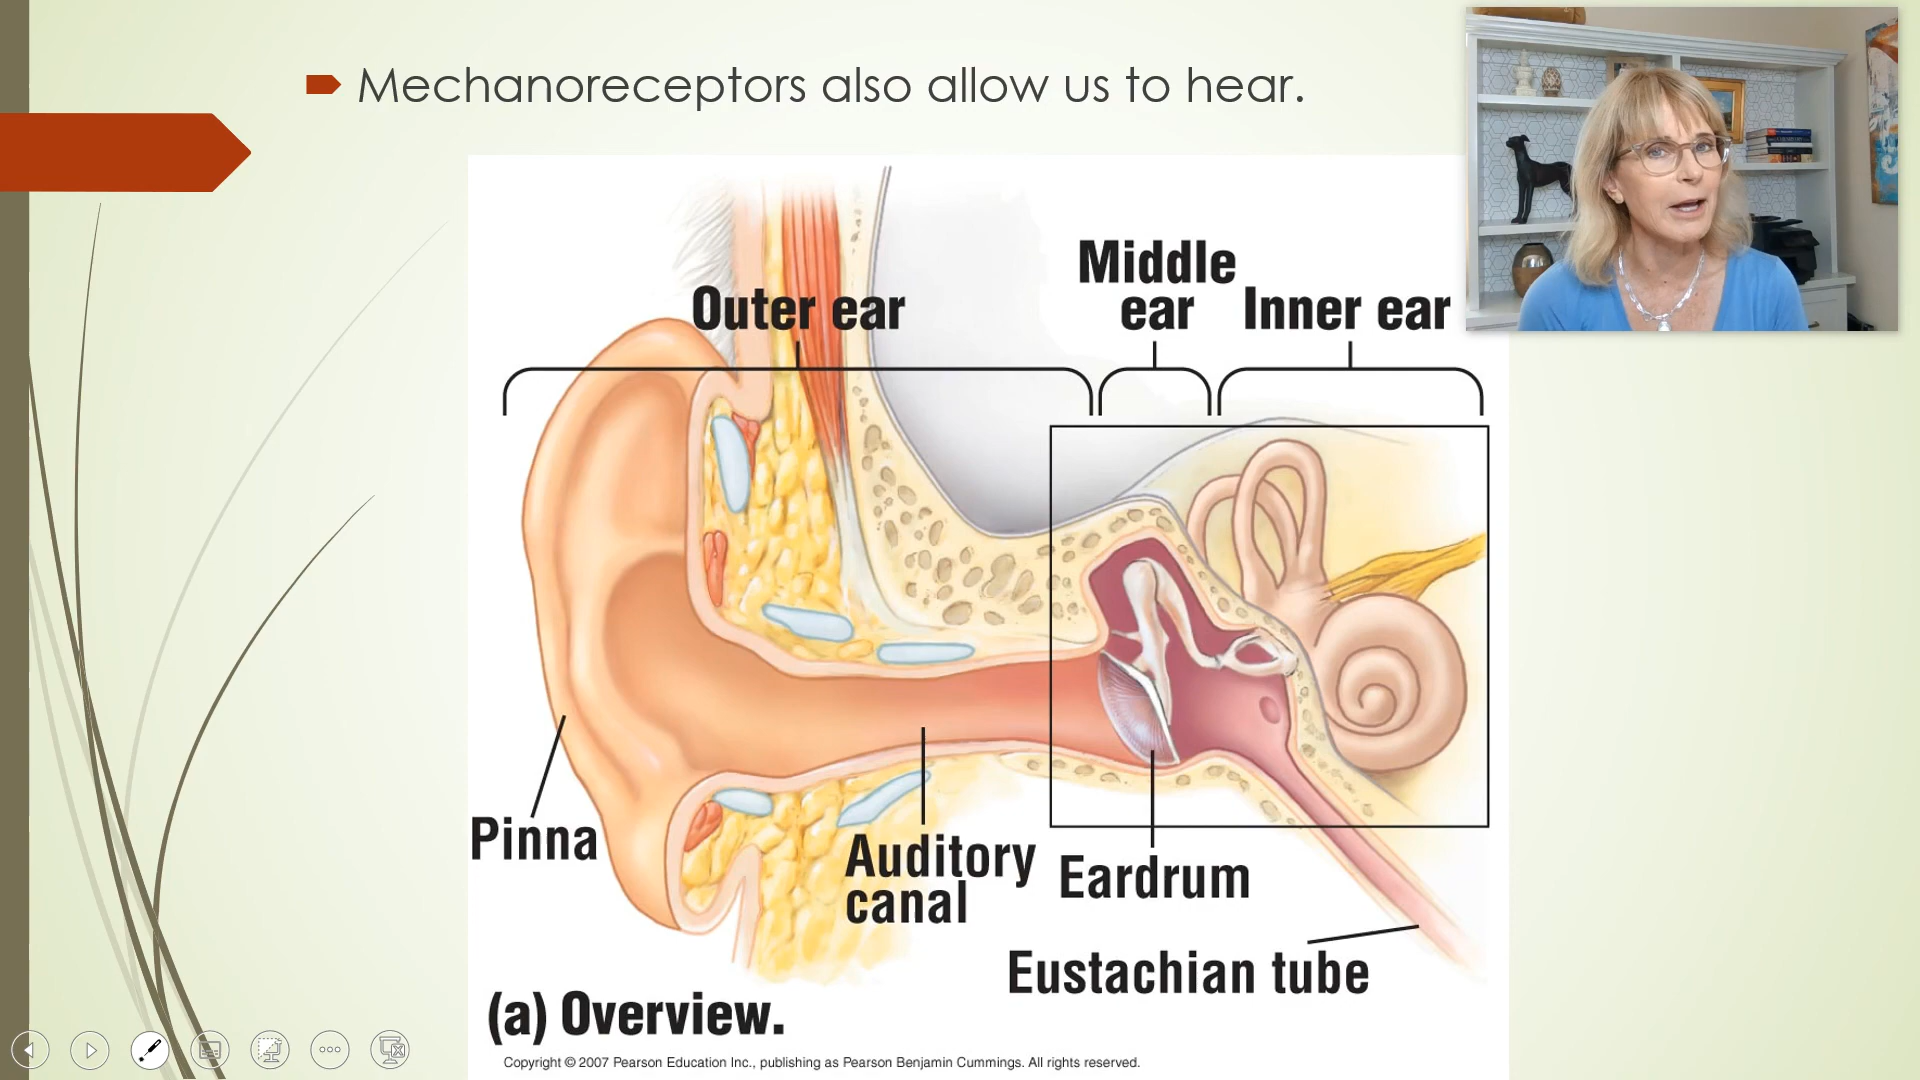 Mechanoreceptors also allow us to hear.
Middle
ear
Outer ear
Inner ear
Pinna
Auditory
canal
Eardrum
Eustachian tube
(a) Overview.
Copyright © 2007 Pearson Education Inc., publishing as Pearson Benjamin Cummings. All rights reserved.